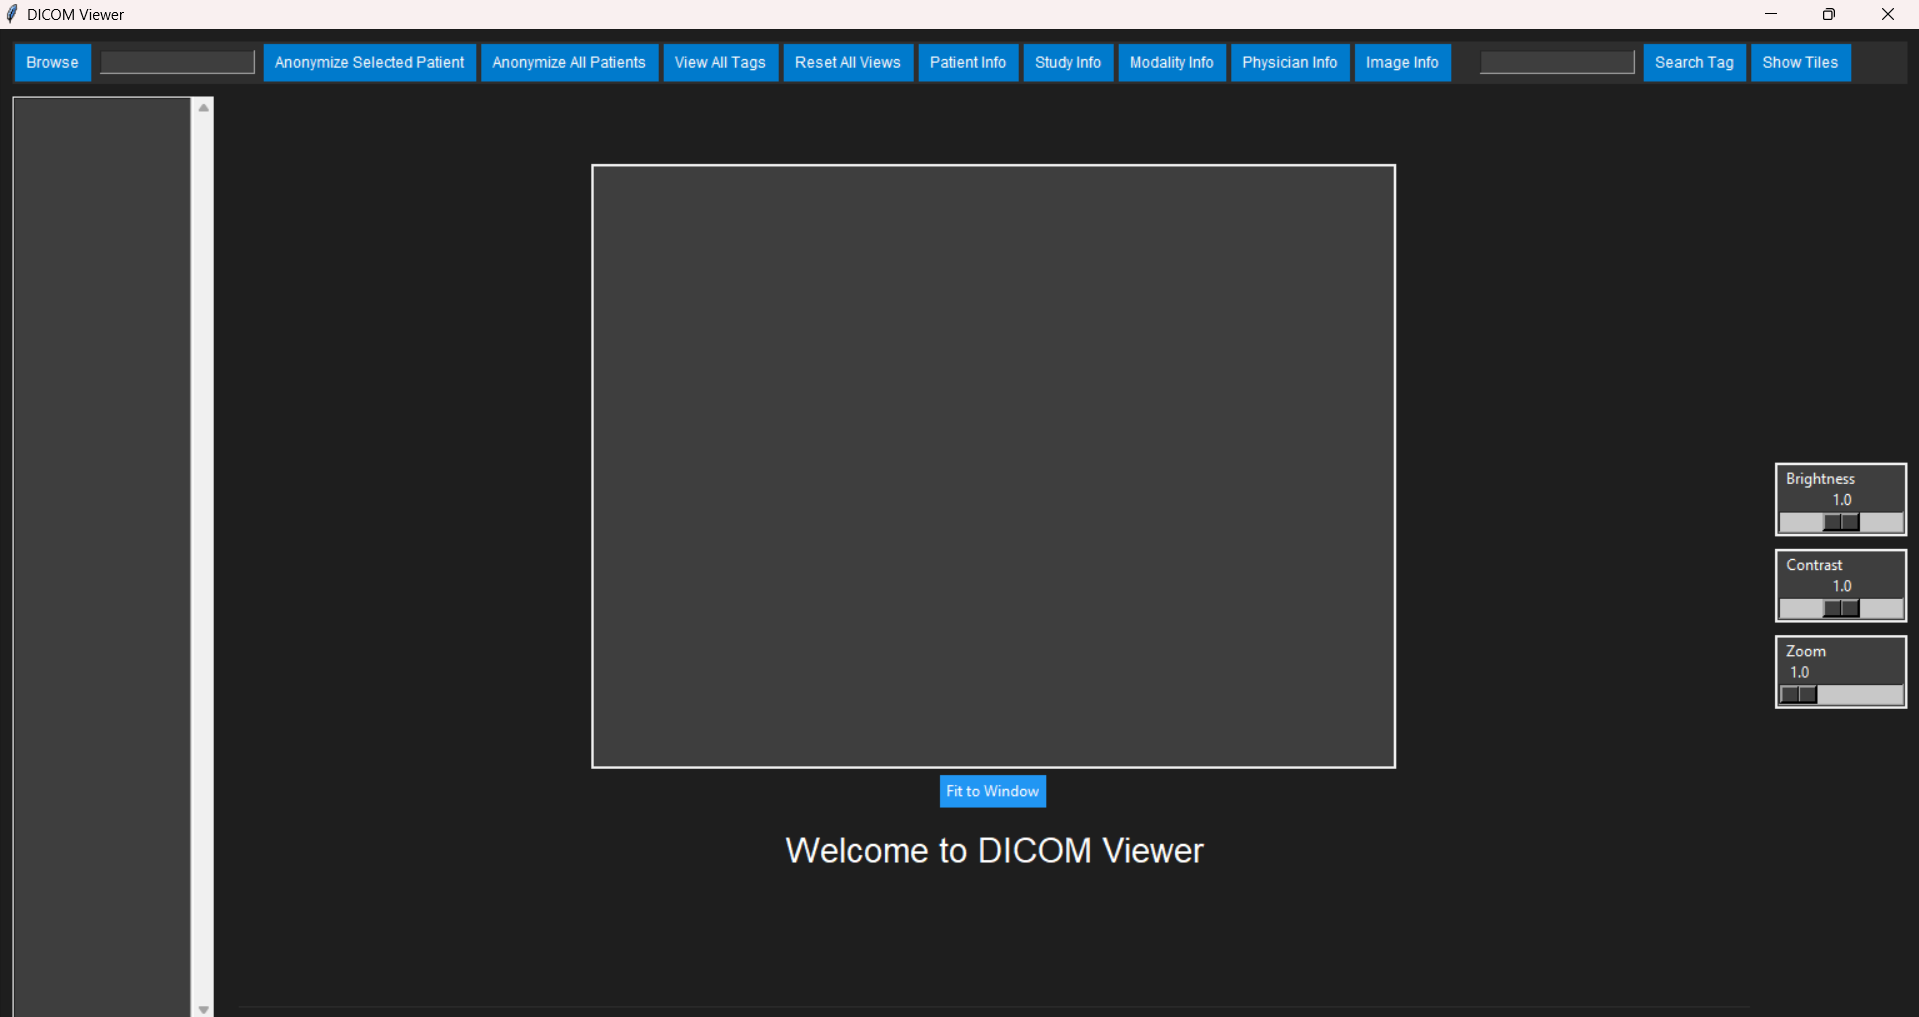 DICOM Viewer
Browse Anonymize Selected Patient Anonymize All Patients View All Tags Reset All Views Patient Info Study Info Modality Info Physician Info Image Info Search Tag Show Tiles
Brightness
1.0
Contrast
1.0
Zoom
1.0
Fit to Window
Welcome to DICOM Viewer